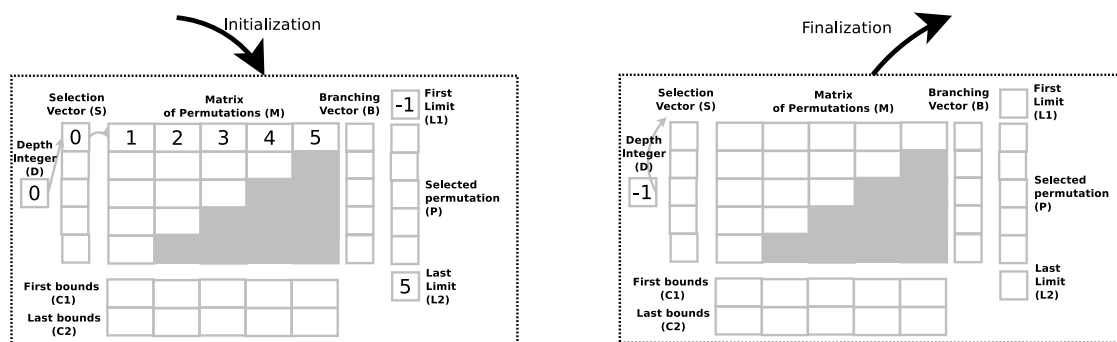 Initialization
Selection
Vector (S)
Matrix
of Permutations (M)
Branching
Vector (B)
-1
First
Limit
(L1)
0
1 2 3 4 5
Depth
Integer
(D)
0
Selected
permutation
(P)
First bounds
(C1)
Last bounds
(C2)
5
Last
Limit
(L2)
Finalization
Selection
Vector (S)
Matrix
of Permutations (M)
Branching
Vector (B)
First
Limit
(L1)
Depth
Integer
(D)
-1
Selected
permutation
(P)
First bounds
(C1)
Last bounds
(C2)
Last
Limit
(L2)